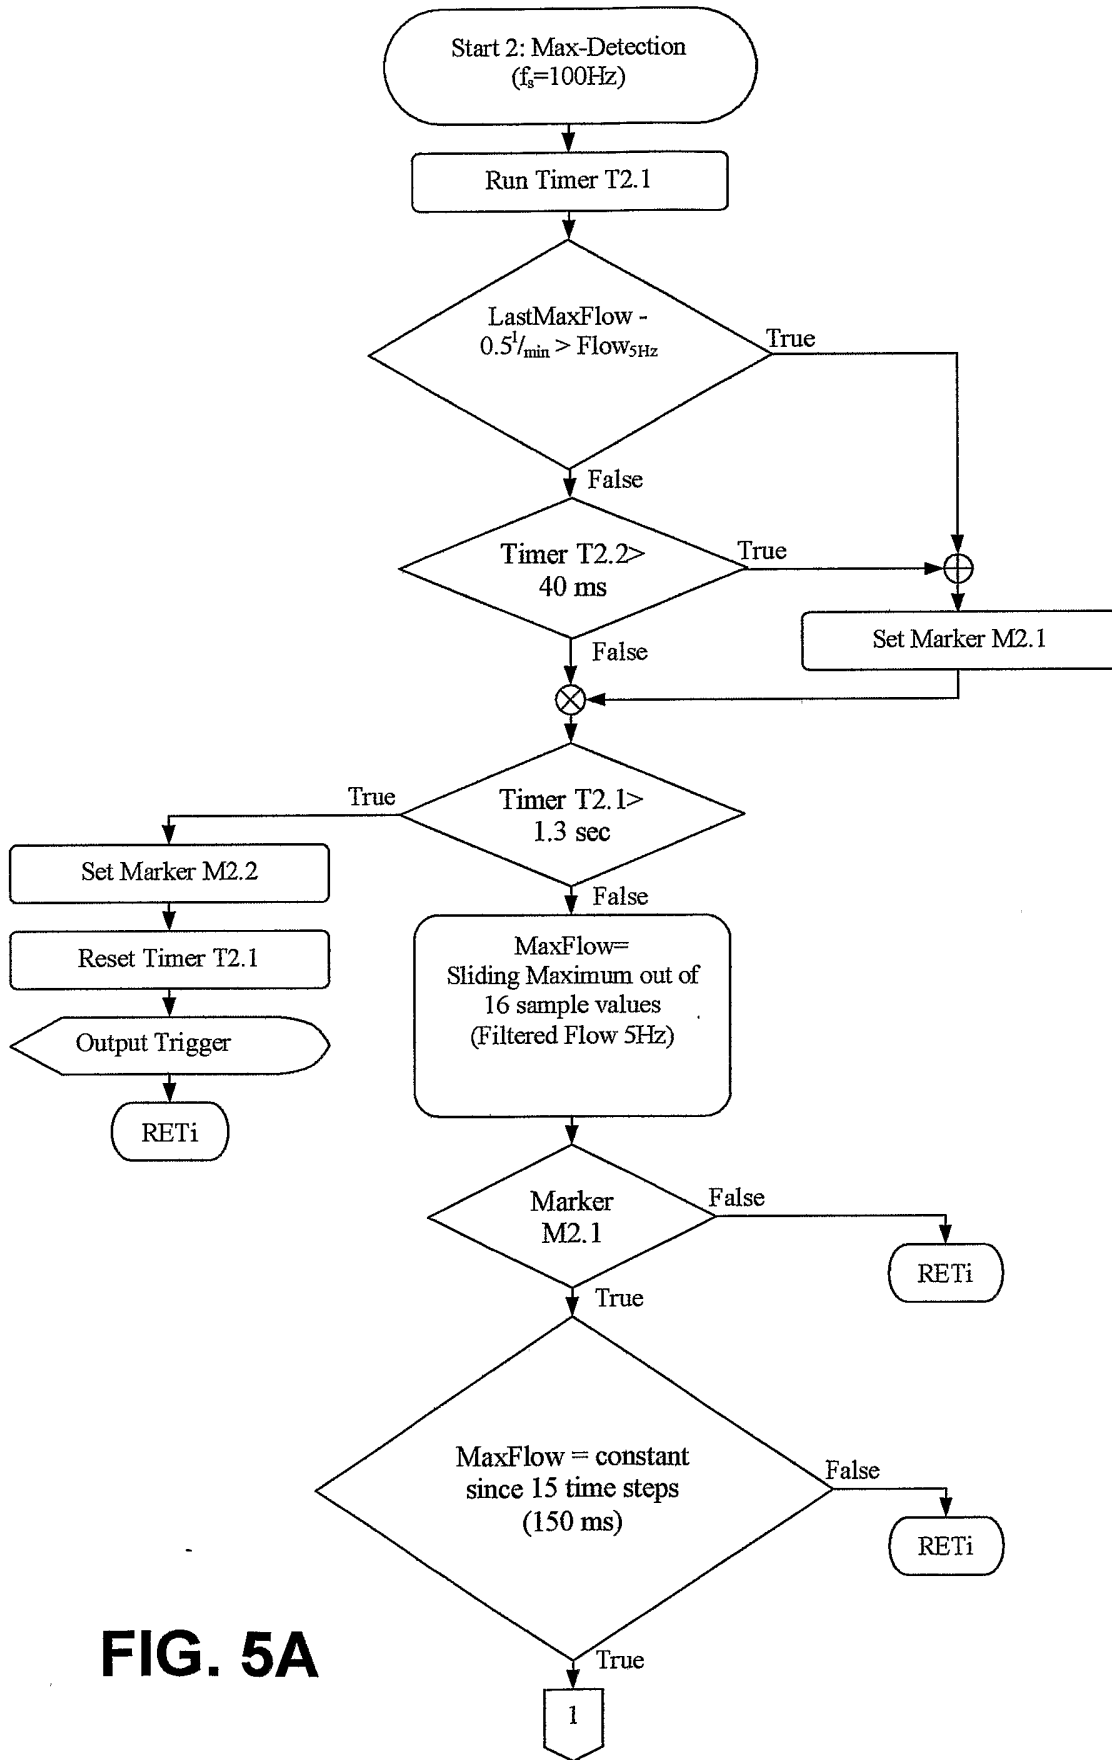 Start 2: Max-Detection
(fₛ=100Hz)
Run Timer T2.1
LastMaxFlow -
0.5ˡ/min > Flow5Hz
True
False
Timer T2.2>
40 ms
True
False
Set Marker M2.1
Timer T2.1>
1.3 sec
True
False
Set Marker M2.2
Reset Timer T2.1
Output Trigger
RETi
MaxFlow=
Sliding Maximum out of
16 sample values
(Filtered Flow 5Hz)
Marker
M2.1
False
RETi
True
MaxFlow = constant
since 15 time steps
(150 ms)
False
RETi
True
1
FIG. 5A